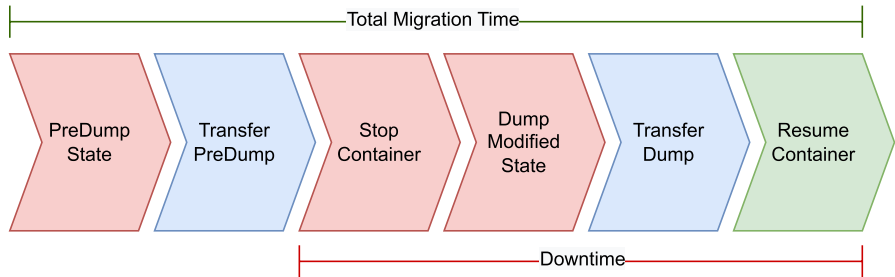 Total Migration Time
PreDump
State
Transfer
PreDump
Stop
Container
Dump
Modified
State
Transfer
Dump
Resume
Container
Downtime